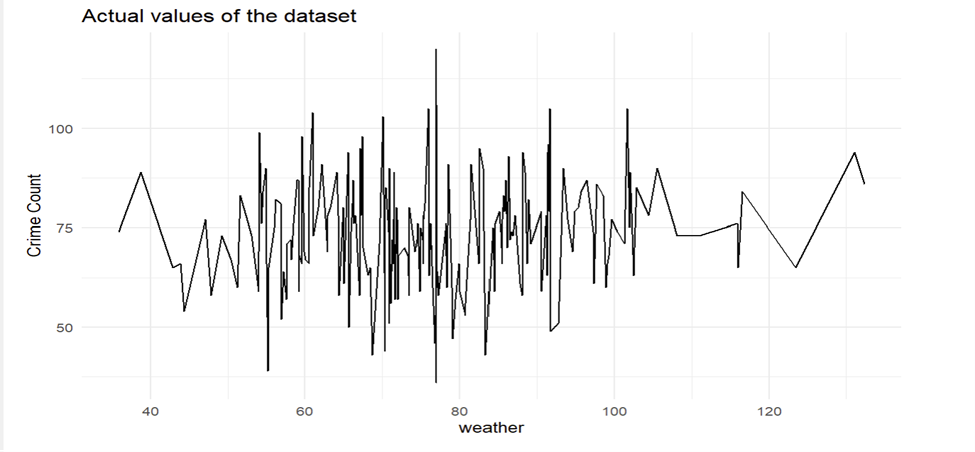 Actual values of the dataset
100
75
50
Crime Count
40 60 80 100 120
weather